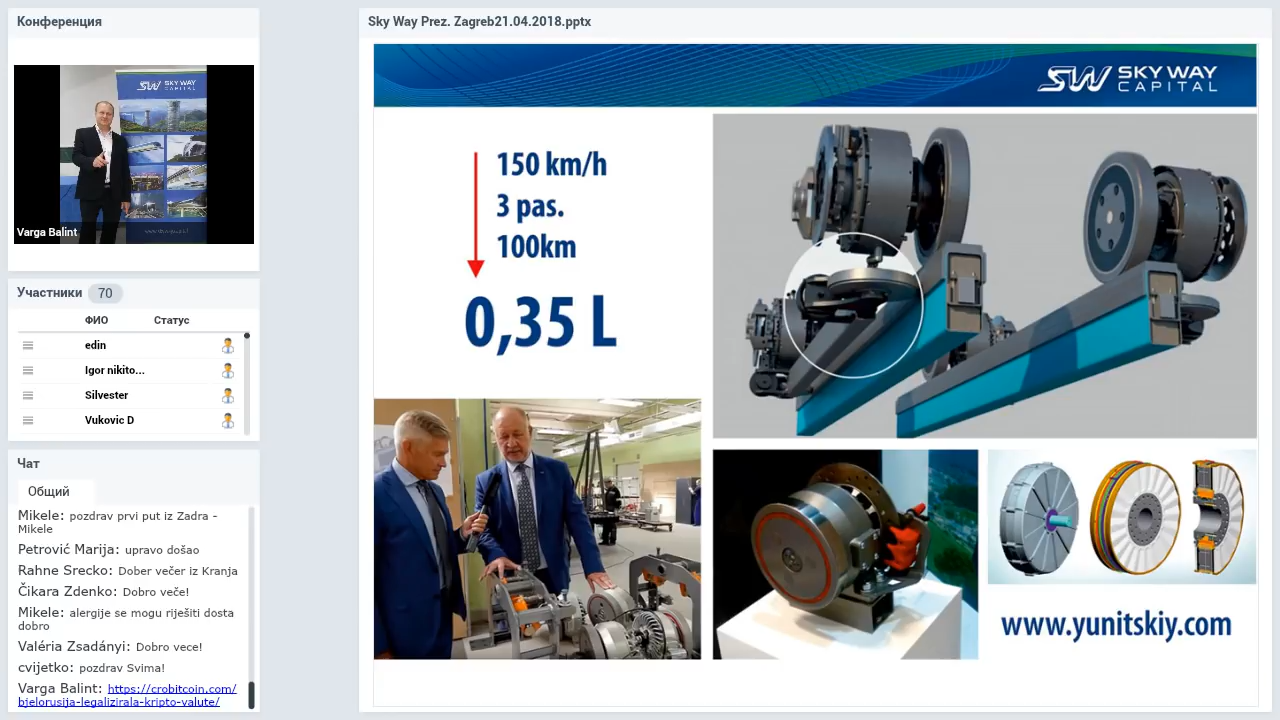 Конференция
SKY WAY
CAPITAL
Varga Balint
Участники 70
ФИО Статус
edin
Igor nikito...
Silvester
Vukovic D
Чат
Общий
Mikele: pozdrav prvi put iz Zadra -
Mikele
Petrović Marija: upravo došao
Rahne Srecko: Dober večer iz Kranja
Čikara Zdenko: Dobro veče!
Mikele: alergije se mogu riješiti dosta
dobro
Valéria Zsadányi: Dobro vece!
cvijetko: pozdrav Svima!
Varga Balint: https://crobitcoin.com/
bjelorusija-legalizirala-kripto-valute/
Sky Way Prez. Zagreb21.04.2018.pptx
SW SKY WAY
CAPITAL
150 km/h
3 pas.
100km
0,35 L
www.yunitskiy.com